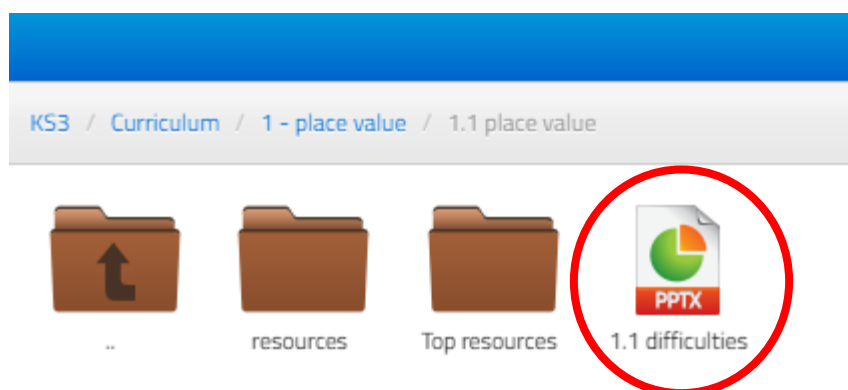 KS3 / Curriculum / 1 - place value / 1.1 place value
PPTX
.. resources Top resources 1.1 difficulties